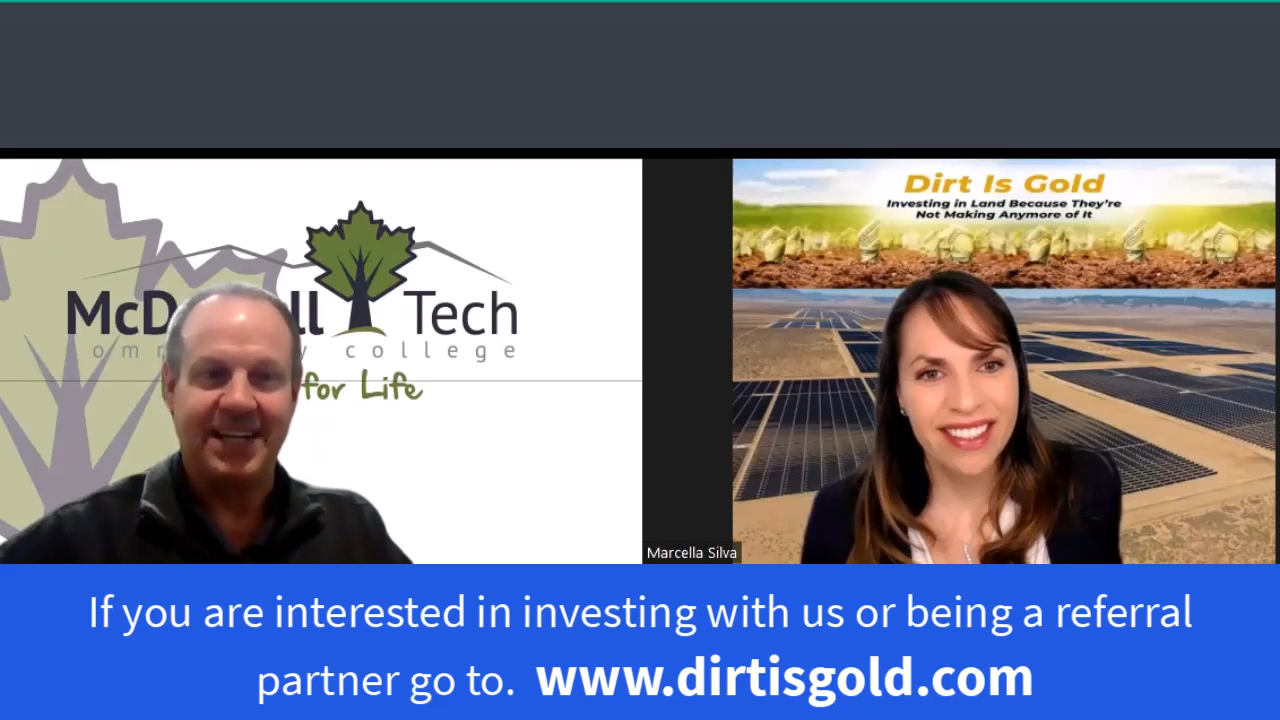 Tech
college
for Life
Dirt Is Gold
Investing in Land Because They're
Not Making Anymore of It
Marcella Silva
If you are interested in investing with us or being a referral
partner go to. www.dirtisgold.com